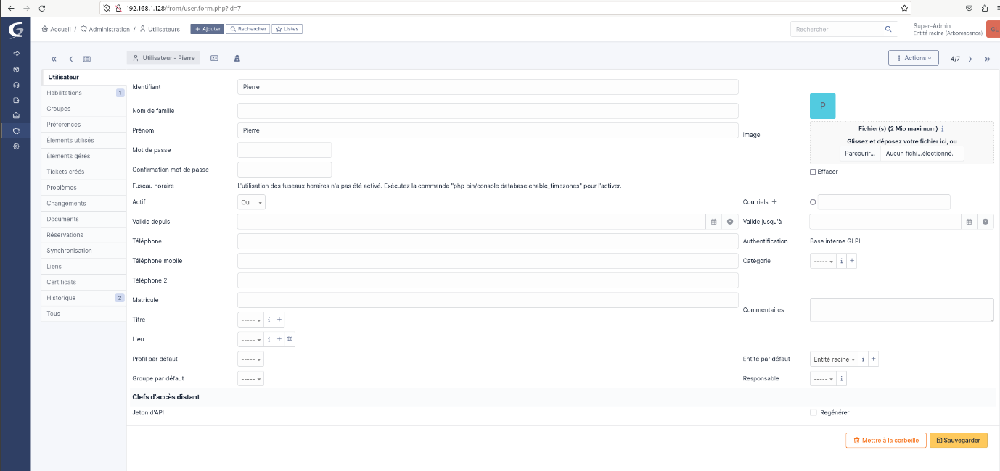 192.168.1.128/front/user.form.php?id=7
Accueil / Administration / Utilisateurs + Ajouter Rechercher Listes Rechercher Super-Admin
Entité racine (Arborescence) GL
Utilisateur - Pierre Actions 4/7
Utilisateur
Habilitations 1
Groupes
Préférences
Éléments utilisés
Éléments gérés
Tickets créés
Problèmes
Changements
Documents
Réservations
Synchronisation
Liens
Certificats
Historique 2
Tous
Identifiant Pierre
Nom de famille
Prénom Pierre
Mot de passe
Confirmation mot de passe
Image
P
Fichier(s) (2 Mio maximum) i
Glissez et déposez votre fichier ici, ou
Parcourir... Aucun fichi...électionné.
Effacer
Fuseau horaire L'utilisation des fuseaux horaires n'a pas été activé. Exécutez la commande "php bin/console database:enable_timezones" pour l'activer.
Actif Oui Courriels +
Valide depuis Valide jusqu'à
Téléphone Authentification Base interne GLPI
Téléphone mobile Catégorie ----- i +
Téléphone 2
Matricule Commentaires
Titre ----- i +
Lieu ----- i +
Profil par défaut ----- Entité par défaut Entité racine i +
Groupe par défaut ----- Responsable ----- i
Clefs d'accès distant
Jeton d'API Regénérer
Mettre à la corbeille Sauvegarder